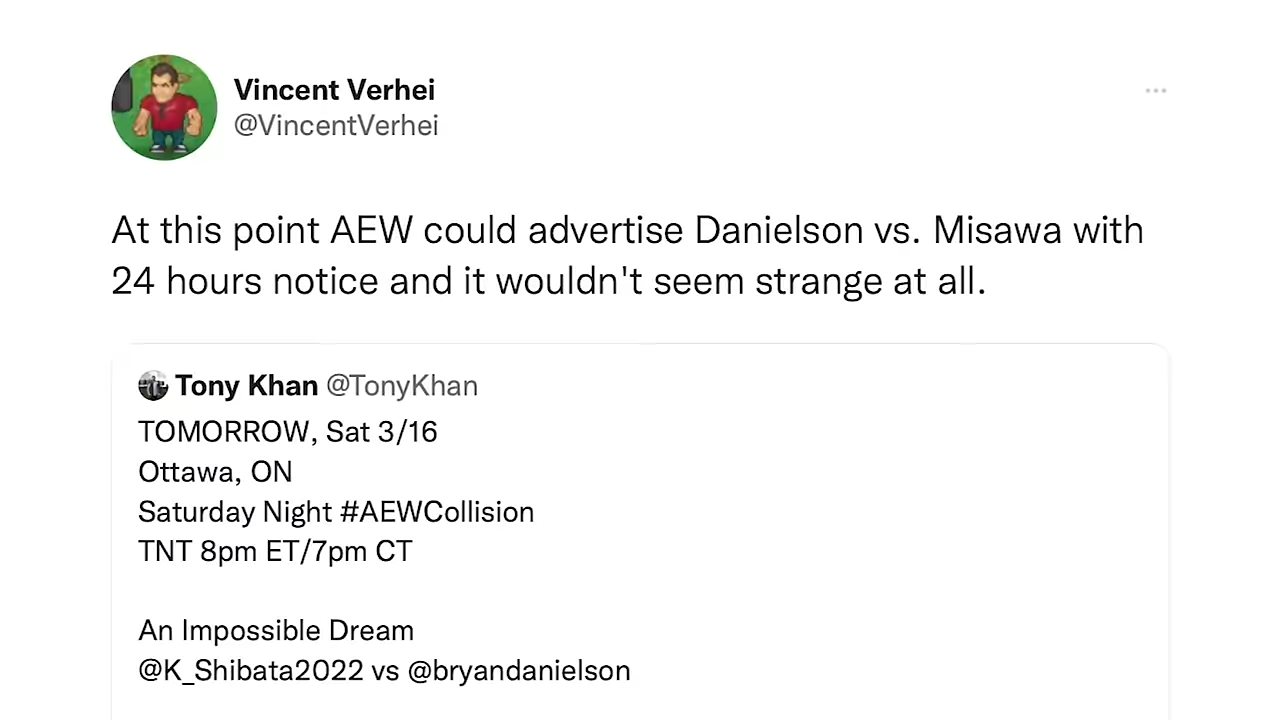 Vincent Verhei
@VincentVerhei
At this point AEW could advertise Danielson vs. Misawa with
24 hours notice and it wouldn't seem strange at all.
Tony Khan @TonyKhan
TOMORROW, Sat 3/16
Ottawa, ON
Saturday Night #AEWCollision
TNT 8pm ET/7pm CT
An Impossible Dream
@K_Shibata2022 vs @bryandanielson